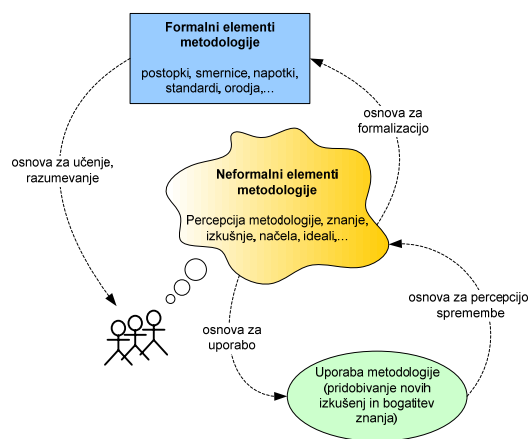 Formalni elementi
metodologije
postopki, smernice, napotki,
standardi, orodja,...
osnova za
formalizacijo
osnova za učenje,
razumevanje
Neformalni elementi
metodologije
Percepcija metodologije, znanje,
izkušnje, načela, ideali,...
osnova za percepcijo
spremembe
osnova za
uporabo
Uporaba metodologije
(pridobivanje novih
izkušenj in bogatitev
znanja)